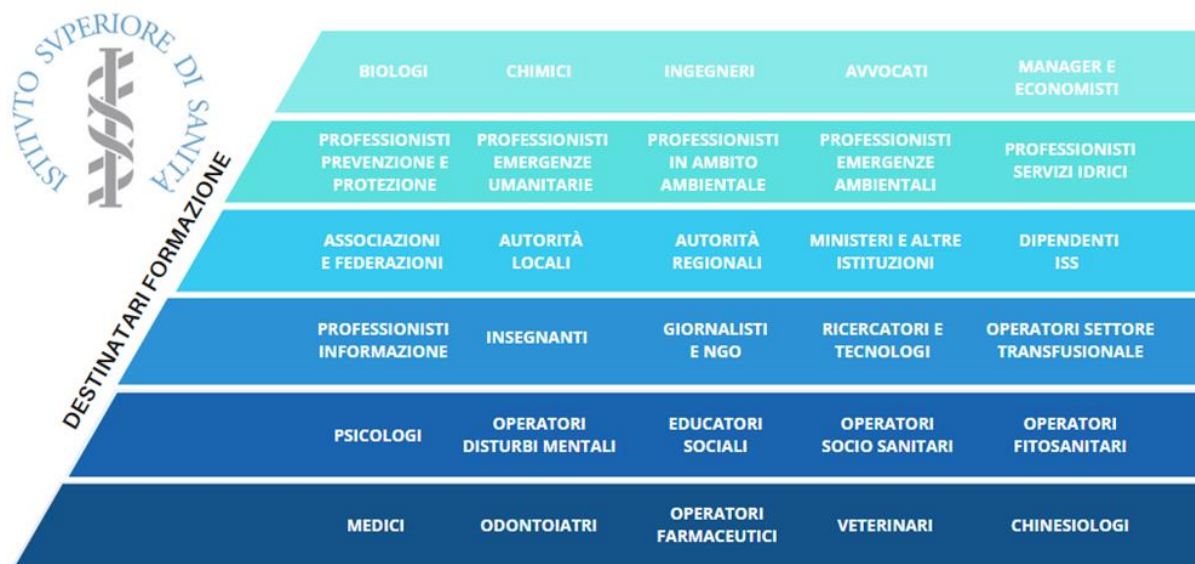 ISTITVTO SVPERIORE DI SANITÀ
DESTINATARI FORMAZIONE
BIOLOGI
CHIMICI
INGEGNERI
AVVOCATI
MANAGER E
ECONOMISTI
PROFESSIONISTI
PREVENZIONE E
PROTEZIONE
PROFESSIONISTI
EMERGENZE
UMANITARIE
PROFESSIONISTI
IN AMBITO
AMBIENTALE
PROFESSIONISTI
EMERGENZE
AMBIENTALI
PROFESSIONISTI
SERVIZI IDRICI
ASSOCIAZIONI
E FEDERAZIONI
AUTORITÀ
LOCALI
AUTORITÀ
REGIONALI
MINISTERI E ALTRE
ISTITUZIONI
DIPENDENTI
ISS
PROFESSIONISTI
INFORMAZIONE
INSEGNANTI
GIORNALISTI
E NGO
RICERCATORI E
TECNOLOGI
OPERATORI SETTORE
TRANSFUSIONALE
PSICOLOGI
OPERATORI
DISTURBI MENTALI
EDUCATORI
SOCIALI
OPERATORI
SOCIO SANITARI
OPERATORI
FITOSANITARI
MEDICI
ODONTOIATRI
OPERATORI
FARMACEUTICI
VETERINARI
CHINESIOLOGI